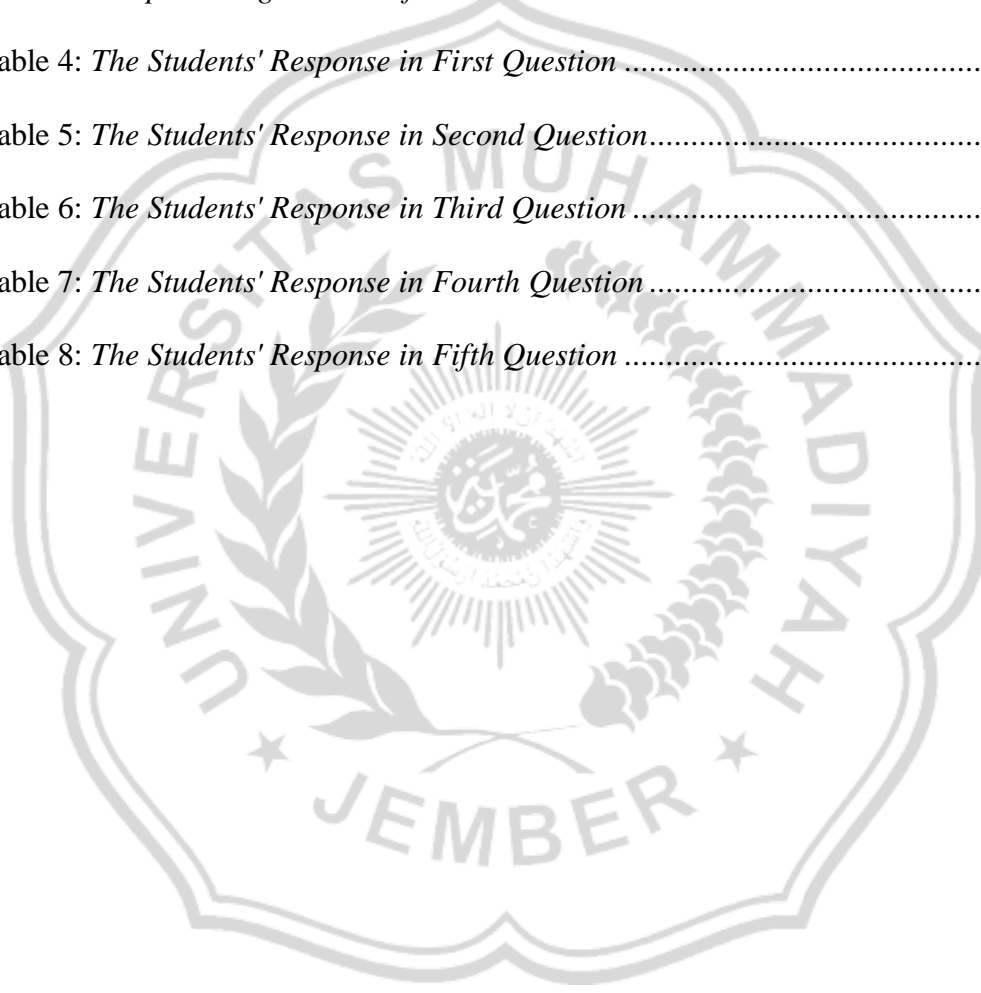 able 4: The Students' Response in First Question ..........................................
able 5: The Students' Response in Second Question.......................................
able 6: The Students' Response in Third Question .........................................
able 7: The Students' Response in Fourth Question .......................................
able 8: The Students' Response in Fifth Question ..........................................
UNIVERSITAS MUHAMMADIYAH
★ JEMBER ★